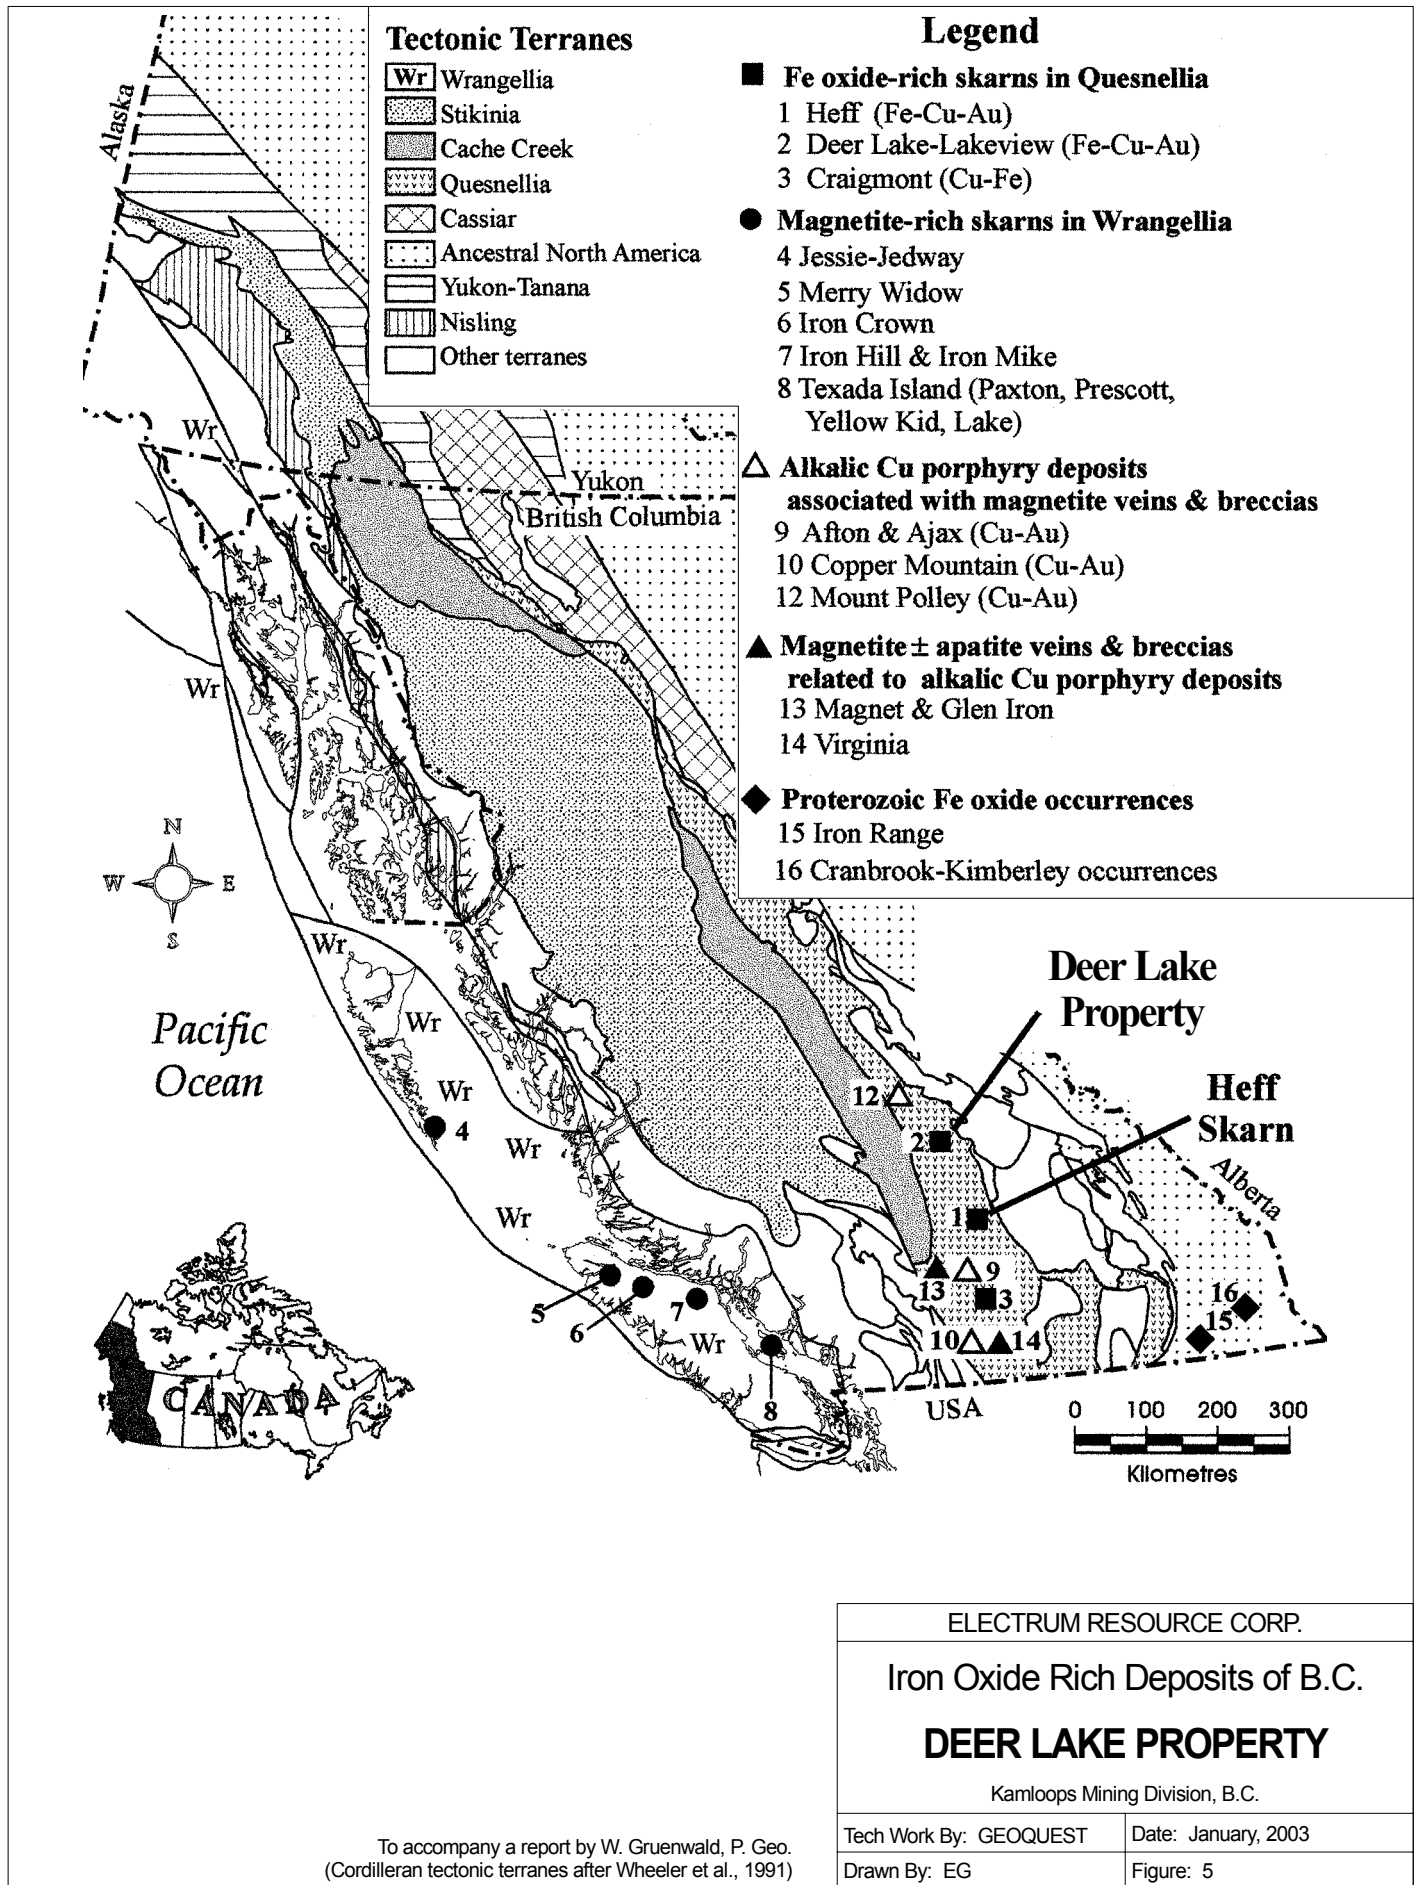 Tectonic Terranes
Wr Wrangellia
Stikinia
Cache Creek
Quesnellia
Cassiar
Ancestral North America
Yukon-Tanana
Nisling
Other terranes
Legend
Fe oxide-rich skarns in Quesnellia
1 Heff (Fe-Cu-Au)
2 Deer Lake-Lakeview (Fe-Cu-Au)
3 Craigmont (Cu-Fe)
Magnetite-rich skarns in Wrangellia
4 Jessie-Jedway
5 Merry Widow
6 Iron Crown
7 Iron Hill & Iron Mike
8 Texada Island (Paxton, Prescott,
Yellow Kid, Lake)
Alkalic Cu porphyry deposits
associated with magnetite veins & breccias
9 Afton & Ajax (Cu-Au)
10 Copper Mountain (Cu-Au)
12 Mount Polley (Cu-Au)
Magnetite ± apatite veins & breccias
related to alkalic Cu porphyry deposits
13 Magnet & Glen Iron
14 Virginia
Proterozoic Fe oxide occurrences
15 Iron Range
16 Cranbrook-Kimberley occurrences
Alaska
Wr
Yukon
British Columbia
Wr
N
W E
S
Wr
Pacific
Ocean
Wr
Wr
Wr
Wr
Wr
Deer Lake
Property
Heff
Skarn
Alberta
12
2
1
4
5
6
7
8
13
9
3
10
14
16
15
USA
CANADA
0 100 200 300
Kilometres
ELECTRUM RESOURCE CORP.
Iron Oxide Rich Deposits of B.C.
DEER LAKE PROPERTY
Kamloops Mining Division, B.C.
Tech Work By: GEOQUEST
Date: January, 2003
Drawn By: EG
Figure: 5
To accompany a report by W. Gruenwald, P. Geo.
(Cordilleran tectonic terranes after Wheeler et al., 1991)